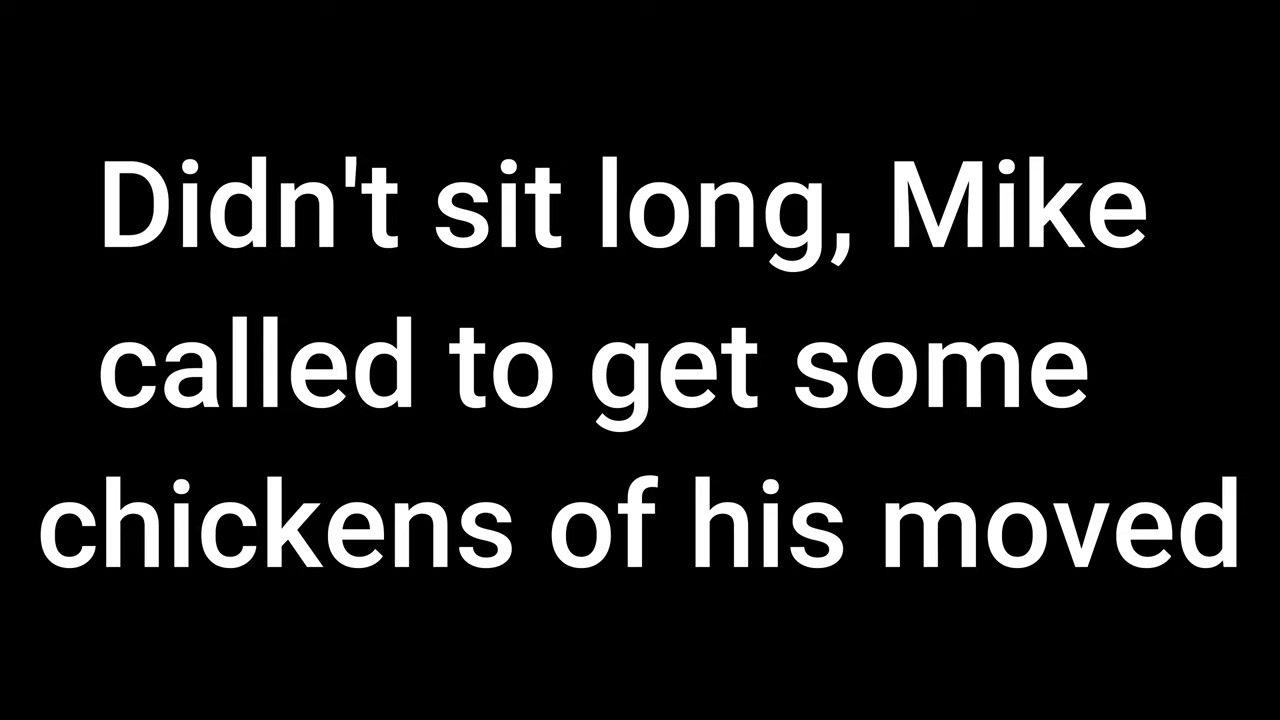 Didn't sit long, Mike
called to get some
chickens of his moved